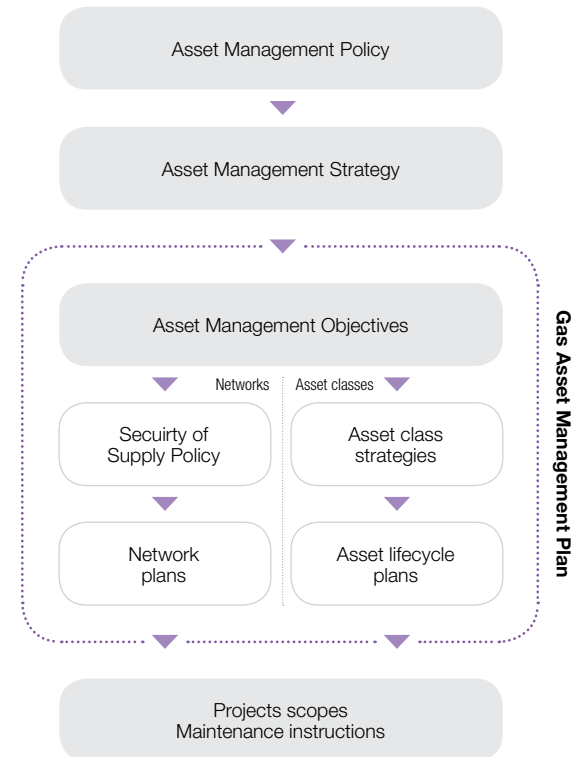 Asset Management Policy
Asset Management Strategy
Asset Management Objectives
Networks
Asset classes
Secuirty of
Supply Policy
Asset class
strategies
Network
plans
Asset lifecycle
plans
Gas Asset Management Plan
Projects scopes
Maintenance instructions